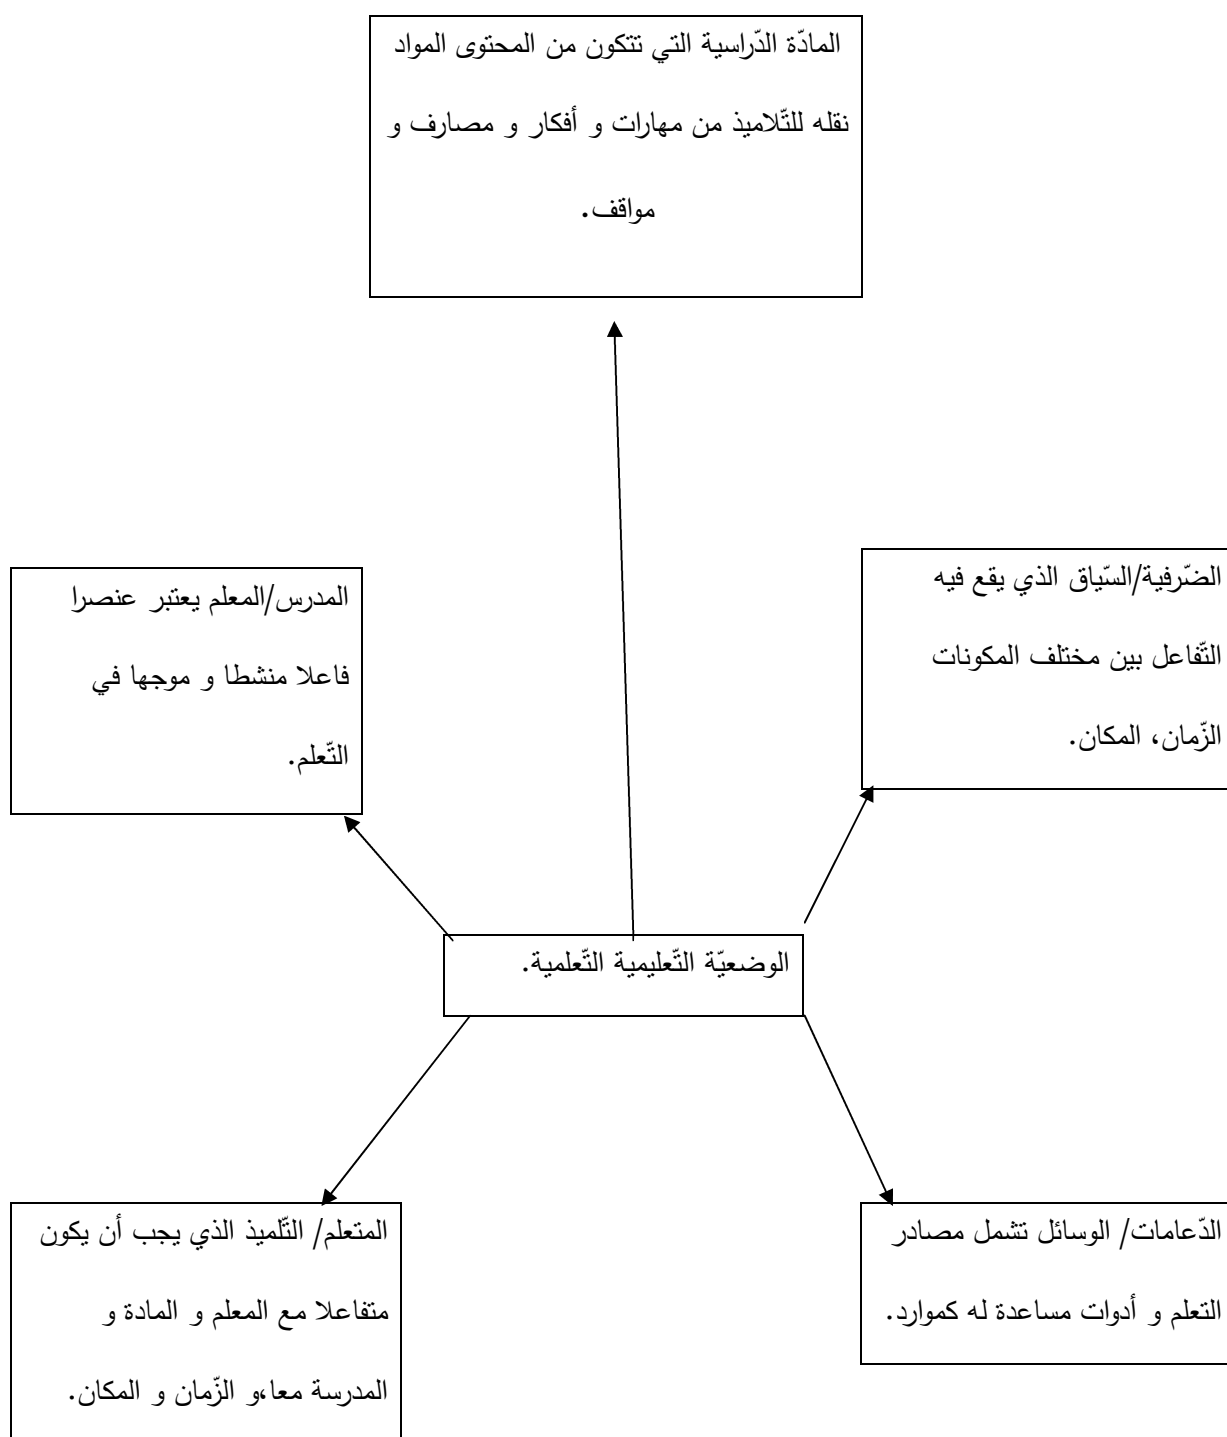 المادّة الدّراسية التي تتكون من المحتوى المواد
نقله للتّلاميذ من مهارات و أفكار و مصارف و
مواقف.
الضّرفية/السّياق الذي يقع فيه
التّفاعل بين مختلف المكونات
الزّمان، المكان.
المدرس/المعلم يعتبر عنصرا
فاعلا منشطا و موجها في
التّعلم.
الوضعيّة التّعليمية التّعلمية.
الدّعامات/ الوسائل تشمل مصادر
التعلم و أدوات مساعدة له كموارد.
المتعلم/ التّلميذ الذي يجب أن يكون
متفاعلا مع المعلم و المادة و
المدرسة معا،و الزّمان و المكان.